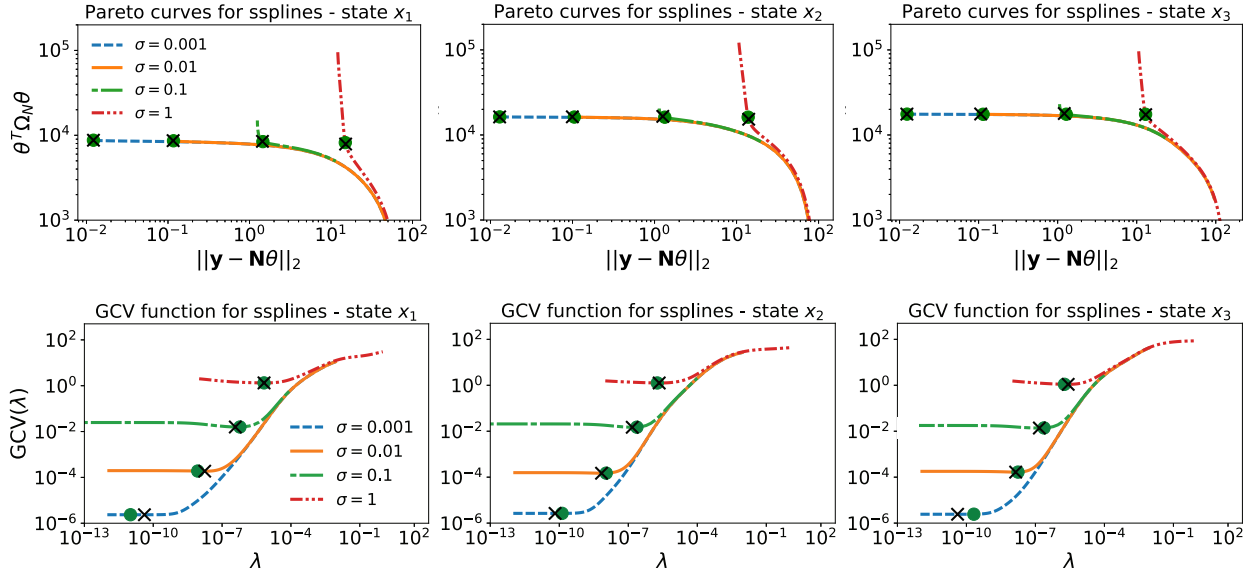 Pareto curves for ssplines - state x₁
Pareto curves for ssplines - state x₂
Pareto curves for ssplines - state x₃
θᵀΩ_Nθ
10⁵
10⁴
10³
σ = 0.001
σ = 0.01
σ = 0.1
σ = 1
10⁻² 10⁻¹ 10⁰ 10¹ 10²
||y − Nθ||₂
10⁵
10⁴
10³
10⁻² 10⁻¹ 10⁰ 10¹ 10²
||y − Nθ||₂
10⁵
10⁴
10³
10⁻² 10⁻¹ 10⁰ 10¹ 10²
||y − Nθ||₂
GCV function for ssplines - state x₁
GCV function for ssplines - state x₂
GCV function for ssplines - state x₃
GCV(λ)
10²
10⁰
10⁻²
10⁻⁴
10⁻⁶
σ = 0.001
σ = 0.01
σ = 0.1
σ = 1
10⁻¹³ 10⁻¹⁰ 10⁻⁷ 10⁻⁴ 10⁻¹ 10²
λ
10²
10⁰
10⁻²
10⁻⁴
10⁻⁶
10⁻¹³ 10⁻¹⁰ 10⁻⁷ 10⁻⁴ 10⁻¹ 10²
λ
10²
10⁰
10⁻²
10⁻⁴
10⁻⁶
10⁻¹³ 10⁻¹⁰ 10⁻⁷ 10⁻⁴ 10⁻¹ 10²
λ